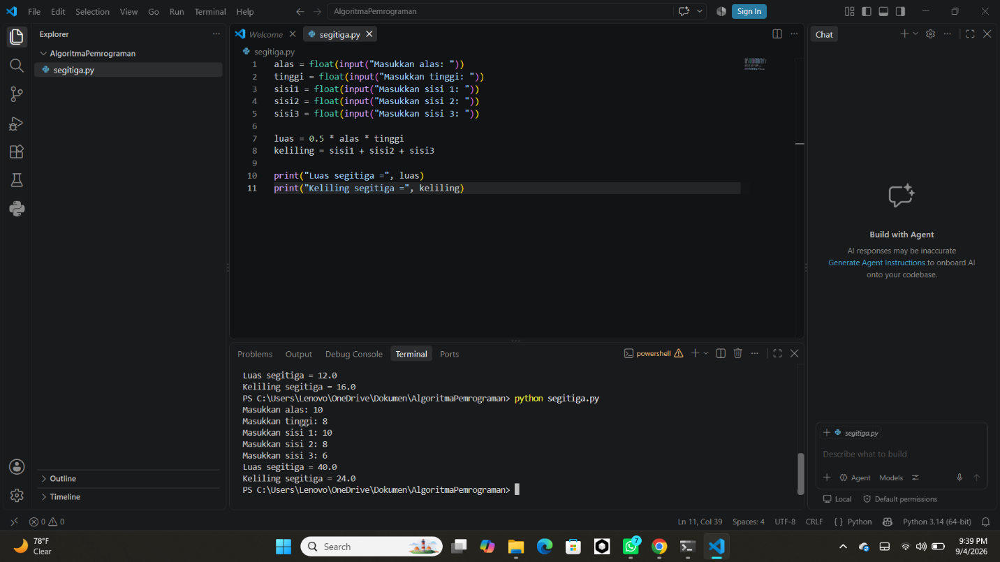 File Edit Selection View Go Run Terminal Help
AlgoritmaPemrograman
Sign In
Explorer
AlgoritmaPemrograman
segitiga.py
Welcome
segitiga.py
segitiga.py
1 alas = float(input("Masukkan alas: "))
2 tinggi = float(input("Masukkan tinggi: "))
3 sisi1 = float(input("Masukkan sisi 1: "))
4 sisi2 = float(input("Masukkan sisi 2: "))
5 sisi3 = float(input("Masukkan sisi 3: "))
6
7 luas = 0.5 * alas * tinggi
8 keliling = sisi1 + sisi2 + sisi3
9
10 print("Luas segitiga =", luas)
11 print("Keliling segitiga =", keliling)
Problems Output Debug Console Terminal Ports
powershell
Luas segitiga = 12.0
Keliling segitiga = 16.0
PS C:\Users\Lenovo\OneDrive\Dokumen\AlgoritmaPemrograman> python segitiga.py
Masukkan alas: 10
Masukkan tinggi: 8
Masukkan sisi 1: 10
Masukkan sisi 2: 8
Masukkan sisi 3: 6
Luas segitiga = 40.0
Keliling segitiga = 24.0
PS C:\Users\Lenovo\OneDrive\Dokumen\AlgoritmaPemrograman>
Chat
Build with Agent
AI responses may be inaccurate
Generate Agent Instructions to onboard AI
onto your codebase.
segitiga.py
Describe what to build
Agent Models
Local Default permissions
Outline
Timeline
0 0
Ln 11, Col 39 Spaces: 4 UTF-8 CRLF { } Python Python 3.14 (64-bit)
78°F
Clear
Search
7
9:39 PM
9/4/2026